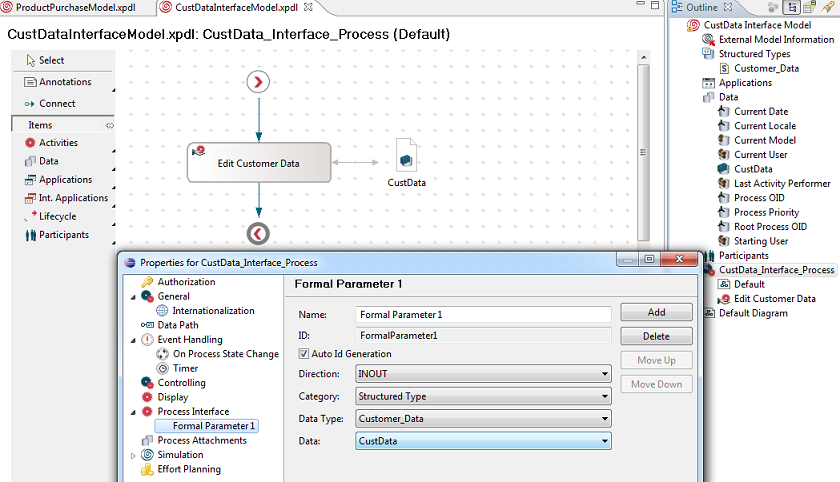 ProductPurchaseModel.xpdl
CustDataInterfaceModel.xpdl
CustDataInterfaceModel.xpdl: CustData_Interface_Process (Default)
Select
Annotations
Connect
Items
Activities
Data
Applications
Int. Applications
Lifecycle
Participants
Edit Customer Data
CustData
Outline
CustData Interface Model
External Model Information
Structured Types
Customer_Data
Applications
Data
Current Date
Current Locale
Current Model
Current User
CustData
Last Activity Performer
Process OID
Process Priority
Root Process OID
Starting User
Participants
CustData_Interface_Process
Default
Edit Customer Data
Default Diagram
Properties for CustData_Interface_Process
Authorization
General
Internationalization
Data Path
Event Handling
On Process State Change
Timer
Controlling
Display
Process Interface
Formal Parameter 1
Process Attachments
Simulation
Effort Planning
Formal Parameter 1
Name: Formal Parameter 1
ID: FormalParameter1
Auto Id Generation
Direction: INOUT
Category: Structured Type
Data Type: Customer_Data
Data: CustData
Add
Delete
Move Up
Move Down